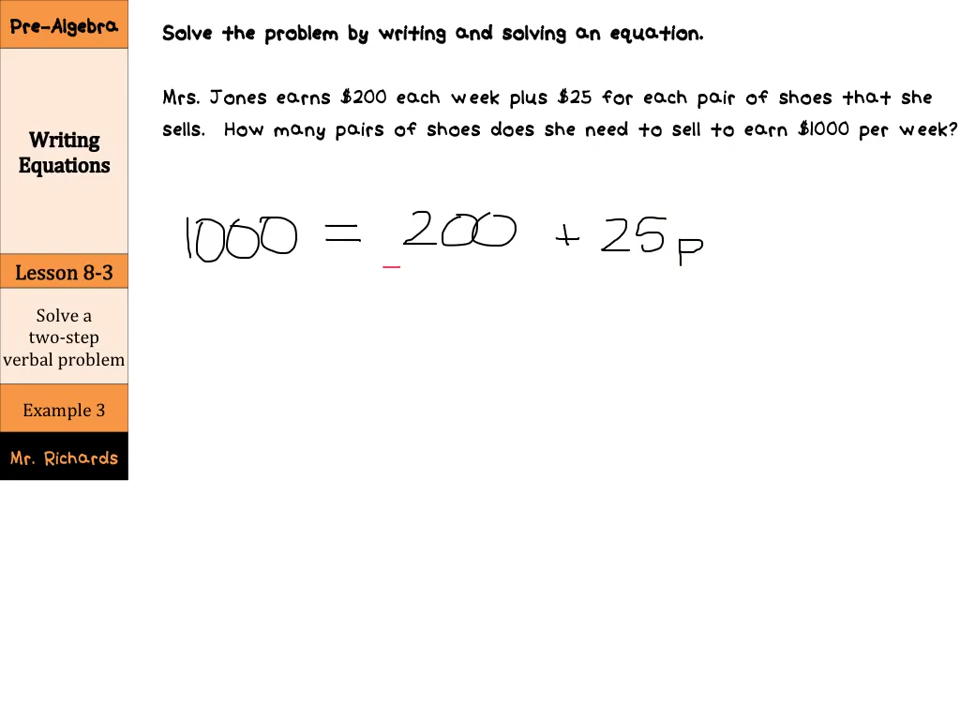 Pre-Algebra
Writing
Equations
Lesson 8-3
Solve a
two-step
verbal problem
Example 3
Mr. Richards
Solve the problem by writing and solving an equation.
Mrs. Jones earns $200 each week plus $25 for each pair of shoes that she
sells. How many pairs of shoes does she need to sell to earn $1000 per week?
1000 = 200 + 25p
–